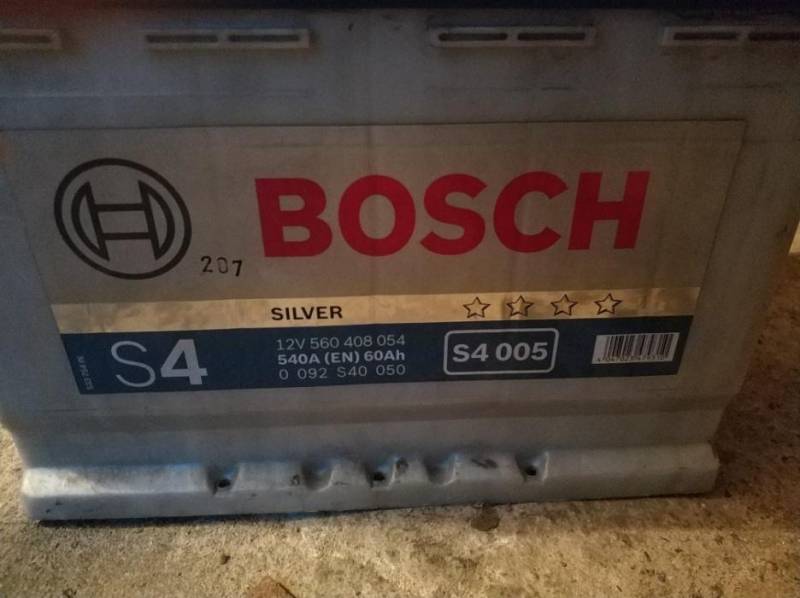 BOSCH
207
SILVER
S4
12V 560 408 054
540A (EN) 60Ah
0 092 S40 050
S4 005